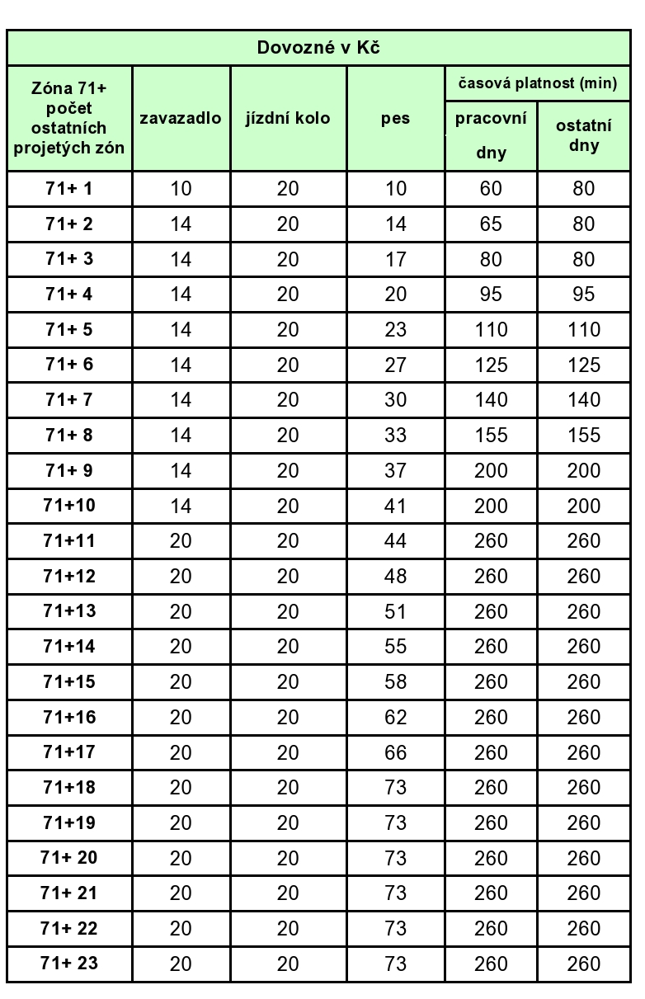 Dovozné v Kč
Zóna 71+
počet
ostatních
projetých zón
zavazadlo
jízdní kolo
pes
časová platnost (min)
pracovní
dny
ostatní
dny
71+ 1 10 20 10 60 80
71+ 2 14 20 14 65 80
71+ 3 14 20 17 80 80
71+ 4 14 20 20 95 95
71+ 5 14 20 23 110 110
71+ 6 14 20 27 125 125
71+ 7 14 20 30 140 140
71+ 8 14 20 33 155 155
71+ 9 14 20 37 200 200
71+10 14 20 41 200 200
71+11 20 20 44 260 260
71+12 20 20 48 260 260
71+13 20 20 51 260 260
71+14 20 20 55 260 260
71+15 20 20 58 260 260
71+16 20 20 62 260 260
71+17 20 20 66 260 260
71+18 20 20 73 260 260
71+19 20 20 73 260 260
71+ 20 20 20 73 260 260
71+ 21 20 20 73 260 260
71+ 22 20 20 73 260 260
71+ 23 20 20 73 260 260